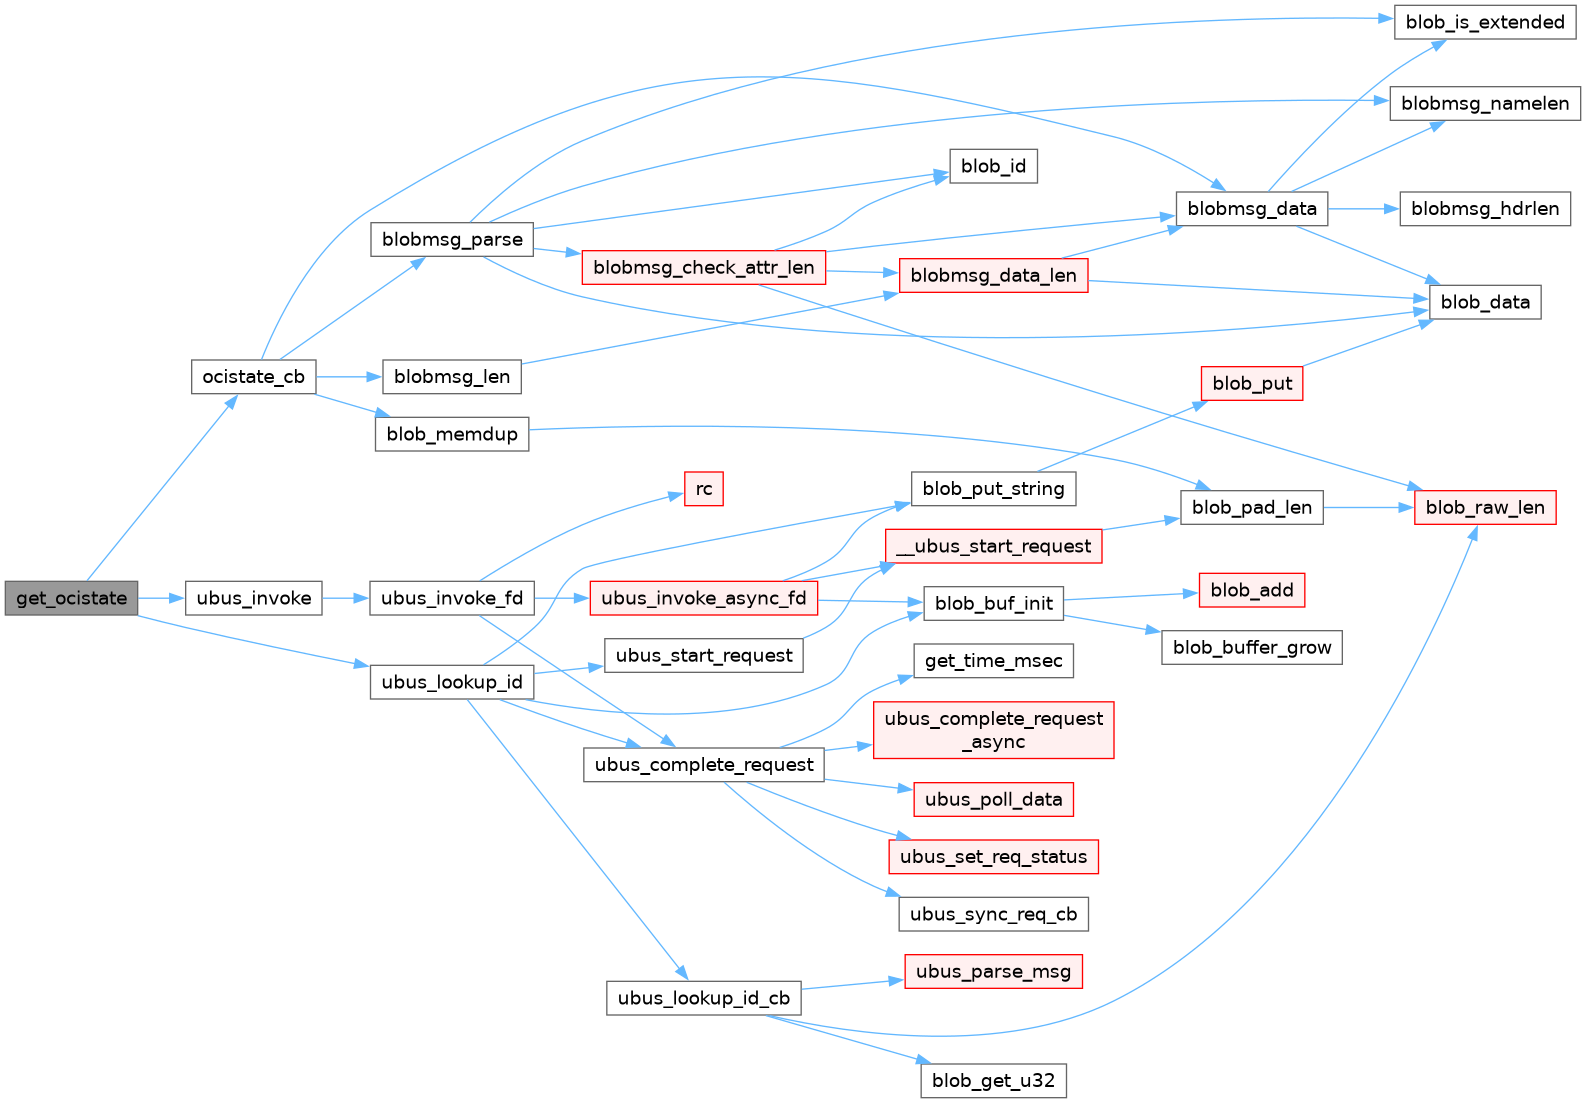 blob_is_extended
blobmsg_namelen
blob_id
blobmsg_data
blobmsg_hdrlen
blobmsg_parse
blobmsg_check_attr_len
blobmsg_data_len
blob_data
ocistate_cb
blobmsg_len
blob_put
blob_memdup
rc
blob_put_string
blob_pad_len
blob_raw_len
__ubus_start_request
get_ocistate
ubus_invoke
ubus_invoke_fd
ubus_invoke_async_fd
blob_buf_init
blob_add
ubus_start_request
blob_buffer_grow
ubus_lookup_id
get_time_msec
ubus_complete_request
_async
ubus_complete_request
ubus_poll_data
ubus_set_req_status
ubus_sync_req_cb
ubus_parse_msg
ubus_lookup_id_cb
blob_get_u32